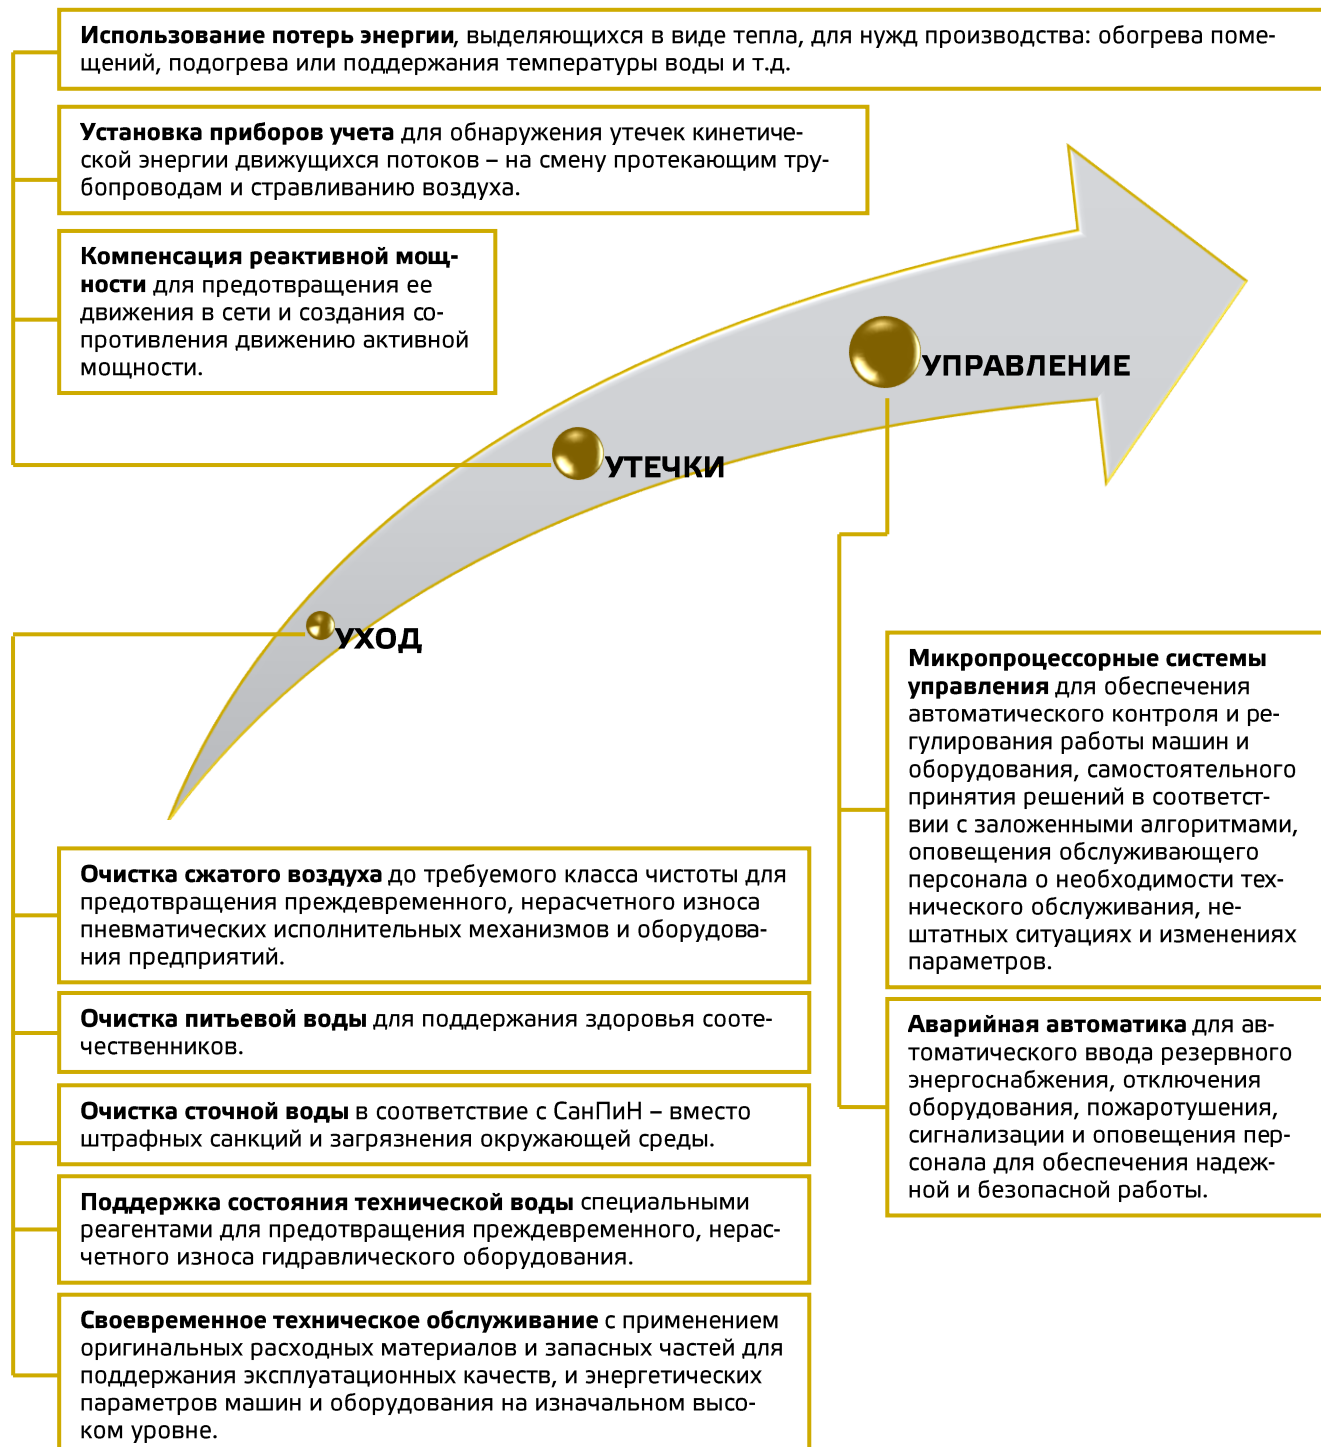 Использование потерь энергии, выделяющихся в виде тепла, для нужд производства: обогрева поме-
щений, подогрева или поддержания температуры воды и т.д.
Установка приборов учета для обнаружения утечек кинетиче-
ской энергии движущихся потоков – на смену протекающим тру-
бопроводам и стравливанию воздуха.
Компенсация реактивной мощ-
ности для предотвращения ее
движения в сети и создания со-
противления движению активной
мощности.
УПРАВЛЕНИЕ
УТЕЧКИ
УХОД
Очистка сжатого воздуха до требуемого класса чистоты для
предотвращения преждевременного, нерасчетного износа
пневматических исполнительных механизмов и оборудова-
ния предприятий.
Очистка питьевой воды для поддержания здоровья сооте-
чественников.
Очистка сточной воды в соответствие с СанПиН – вместо
штрафных санкций и загрязнения окружающей среды.
Поддержка состояния технической воды специальными
реагентами для предотвращения преждевременного, нерас-
четного износа гидравлического оборудования.
Своевременное техническое обслуживание с применением
оригинальных расходных материалов и запасных частей для
поддержания эксплуатационных качеств, и энергетических
параметров машин и оборудования на изначальном высо-
ком уровне.
Микропроцессорные системы
управления для обеспечения
автоматического контроля и ре-
гулирования работы машин и
оборудования, самостоятельного
принятия решений в соответст-
вии с заложенными алгоритмами,
оповещения обслуживающего
персонала о необходимости тех-
нического обслуживания, не-
штатных ситуациях и изменениях
параметров.
Аварийная автоматика для ав-
томатического ввода резервного
энергоснабжения, отключения
оборудования, пожаротушения,
сигнализации и оповещения пер-
сонала для обеспечения надеж-
ной и безопасной работы.